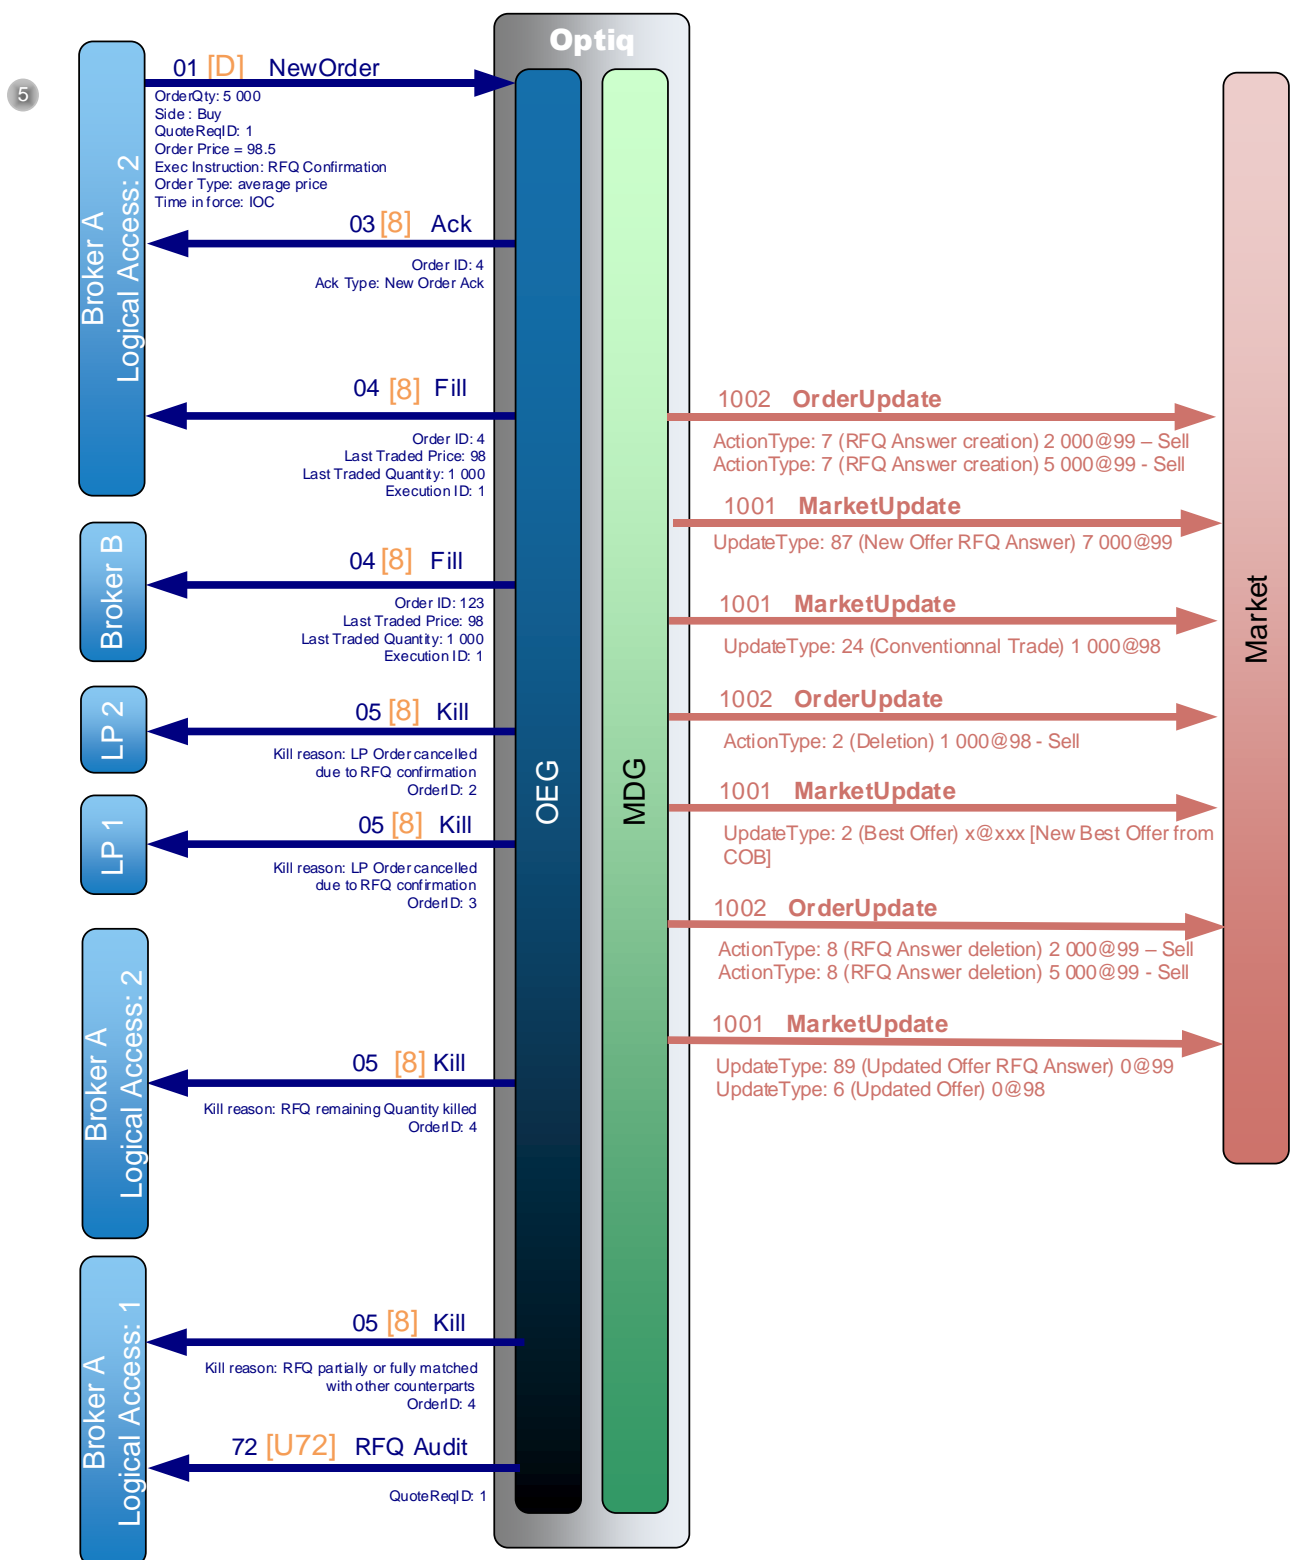 Optiq
5
Broker A
Logical Access: 2
01 [D] NewOrder
OrderQty: 5 000
Side : Buy
QuoteReqID: 1
Order Price = 98.5
Exec Instruction: RFQ Confirmation
Order Type: average price
Time in force: IOC
03 [8] Ack
Order ID: 4
Ack Type: New Order Ack
04 [8] Fill
Order ID: 4
Last Traded Price: 98
Last Traded Quantity: 1 000
Execution ID: 1
Broker B
04 [8] Fill
Order ID: 123
Last Traded Price: 98
Last Traded Quantity: 1 000
Execution ID: 1
LP 2
05 [8] Kill
Kill reason: LP Order cancelled
due to RFQ confirmation
OrderID: 2
LP 1
05 [8] Kill
Kill reason: LP Order cancelled
due to RFQ confirmation
OrderID: 3
Broker A
Logical Access: 2
05 [8] Kill
Kill reason: RFQ remaining Quantity killed
OrderID: 4
Broker A
Logical Access: 1
05 [8] Kill
Kill reason: RFQ partially or fully matched
with other counterparts
OrderID: 4
72 [U72] RFQ Audit
QuoteReqID: 1
OEG
MDG
1002 OrderUpdate
ActionType: 7 (RFQ Answer creation) 2 000@99 – Sell
ActionType: 7 (RFQ Answer creation) 5 000@99 - Sell
1001 MarketUpdate
UpdateType: 87 (New Offer RFQ Answer) 7 000@99
1001 MarketUpdate
UpdateType: 24 (Conventionnal Trade) 1 000@98
1002 OrderUpdate
ActionType: 2 (Deletion) 1 000@98 - Sell
1001 MarketUpdate
UpdateType: 2 (Best Offer) x@xxx [New Best Offer from
COB]
1002 OrderUpdate
ActionType: 8 (RFQ Answer deletion) 2 000@99 – Sell
ActionType: 8 (RFQ Answer deletion) 5 000@99 - Sell
1001 MarketUpdate
UpdateType: 89 (Updated Offer RFQ Answer) 0@99
UpdateType: 6 (Updated Offer) 0@98
Market